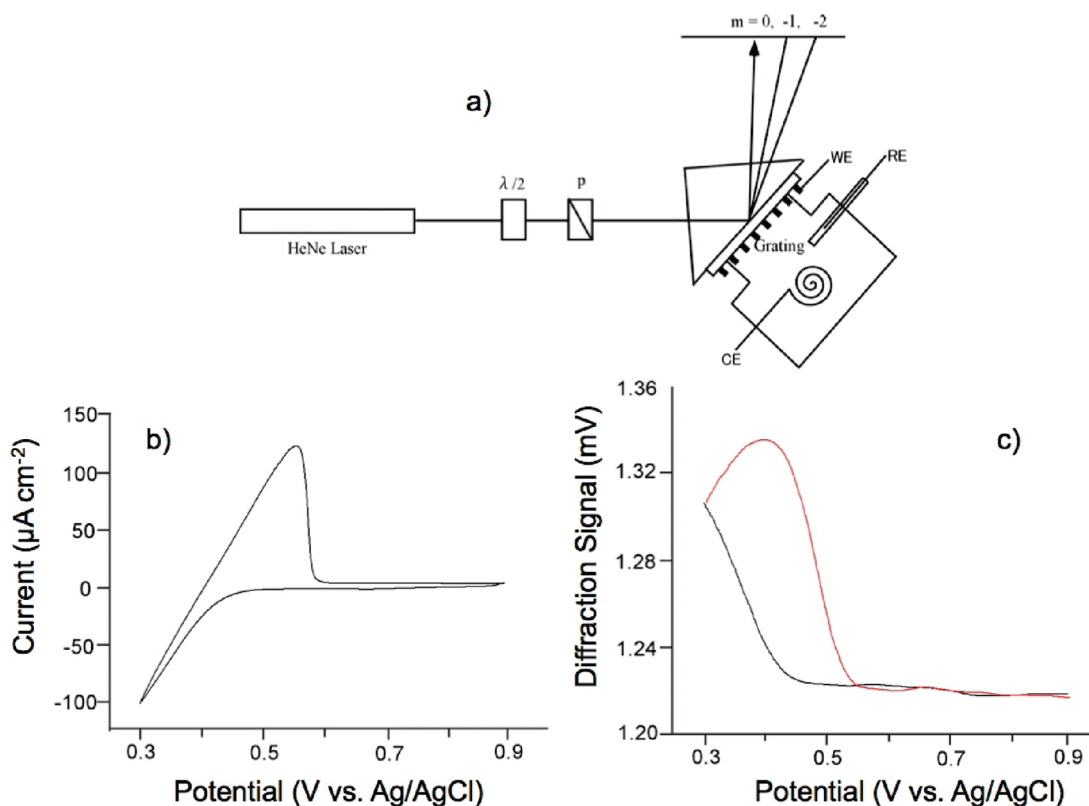 m = 0, -1, -2
a)
WE
RE
λ /2
P
HeNe Laser
Grating
CE
b)
150
100
50
0
-50
-100
Current (µA cm-2)
0.3
0.5
0.7
0.9
Potential (V vs. Ag/AgCl)
c)
1.36
1.32
1.28
1.24
1.20
Diffraction Signal (mV)
0.3
0.5
0.7
0.9
Potential (V vs. Ag/AgCl)